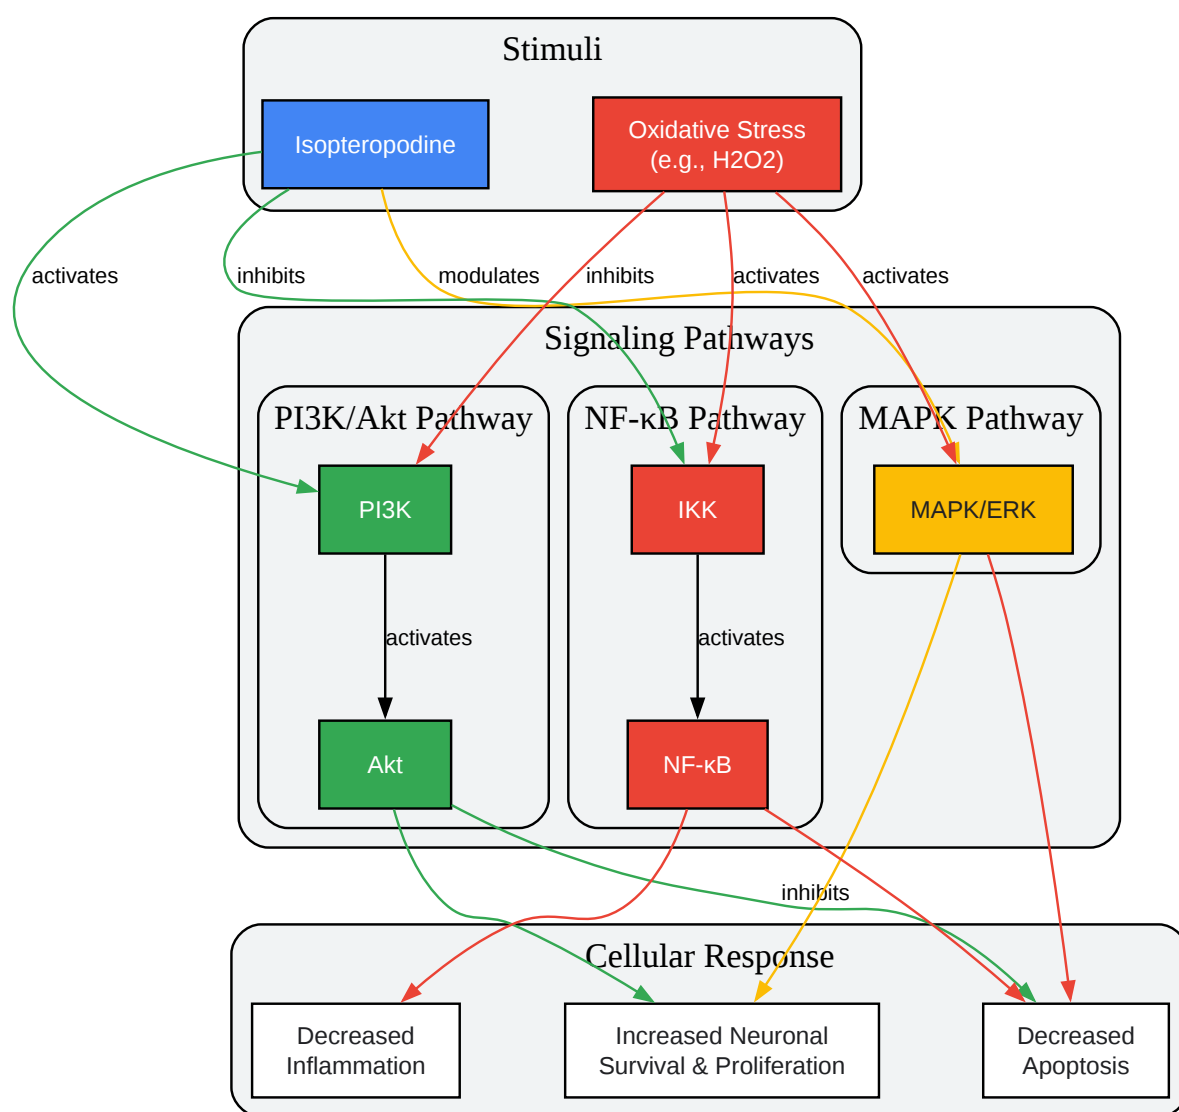 Stimuli
Isopteropodine
Oxidative Stress
(e.g., H2O2)
activates
inhibits
modulates
inhibits
activates
activates
Signaling Pathways
PI3K/Akt Pathway
NF-κB Pathway
MAPK Pathway
PI3K
IKK
MAPK/ERK
activates
activates
Akt
NF-κB
inhibits
Cellular Response
Decreased
Inflammation
Increased Neuronal
Survival & Proliferation
Decreased
Apoptosis